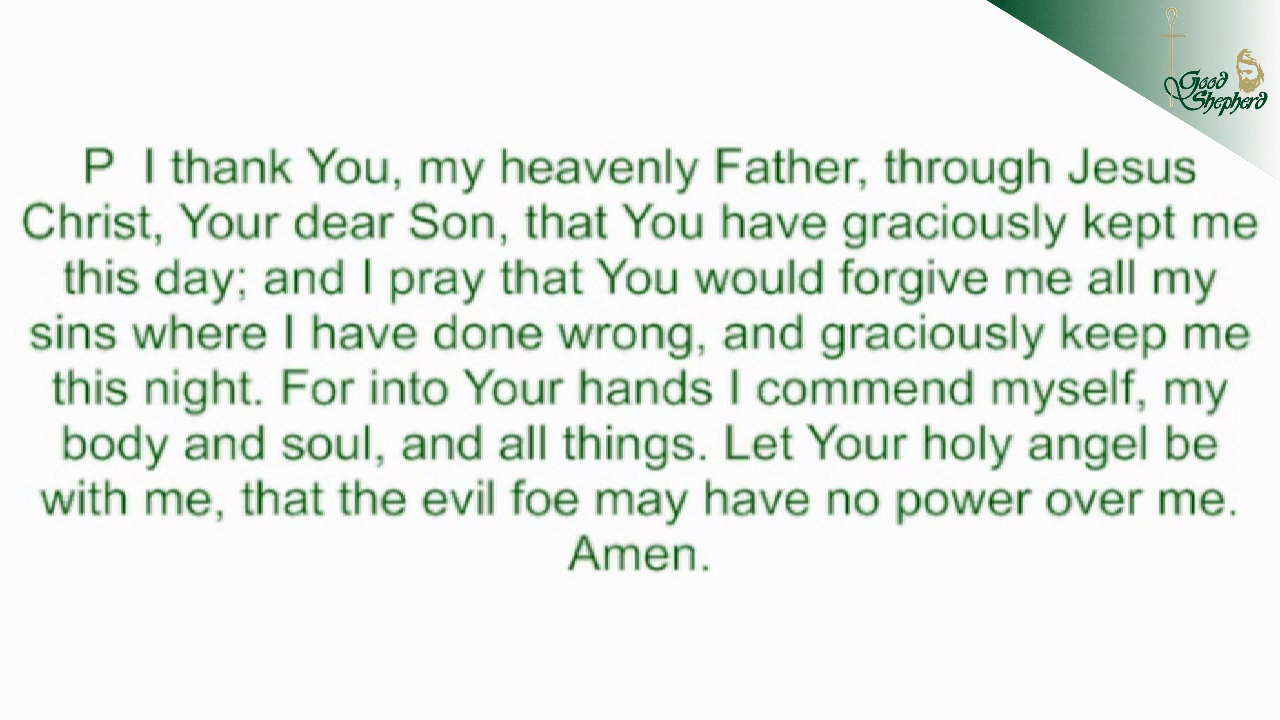 Good
Shepherd
P I thank You, my heavenly Father, through Jesus
Christ, Your dear Son, that You have graciously kept me
this day; and I pray that You would forgive me all my
sins where I have done wrong, and graciously keep me
this night. For into Your hands I commend myself, my
body and soul, and all things. Let Your holy angel be
with me, that the evil foe may have no power over me.
Amen.